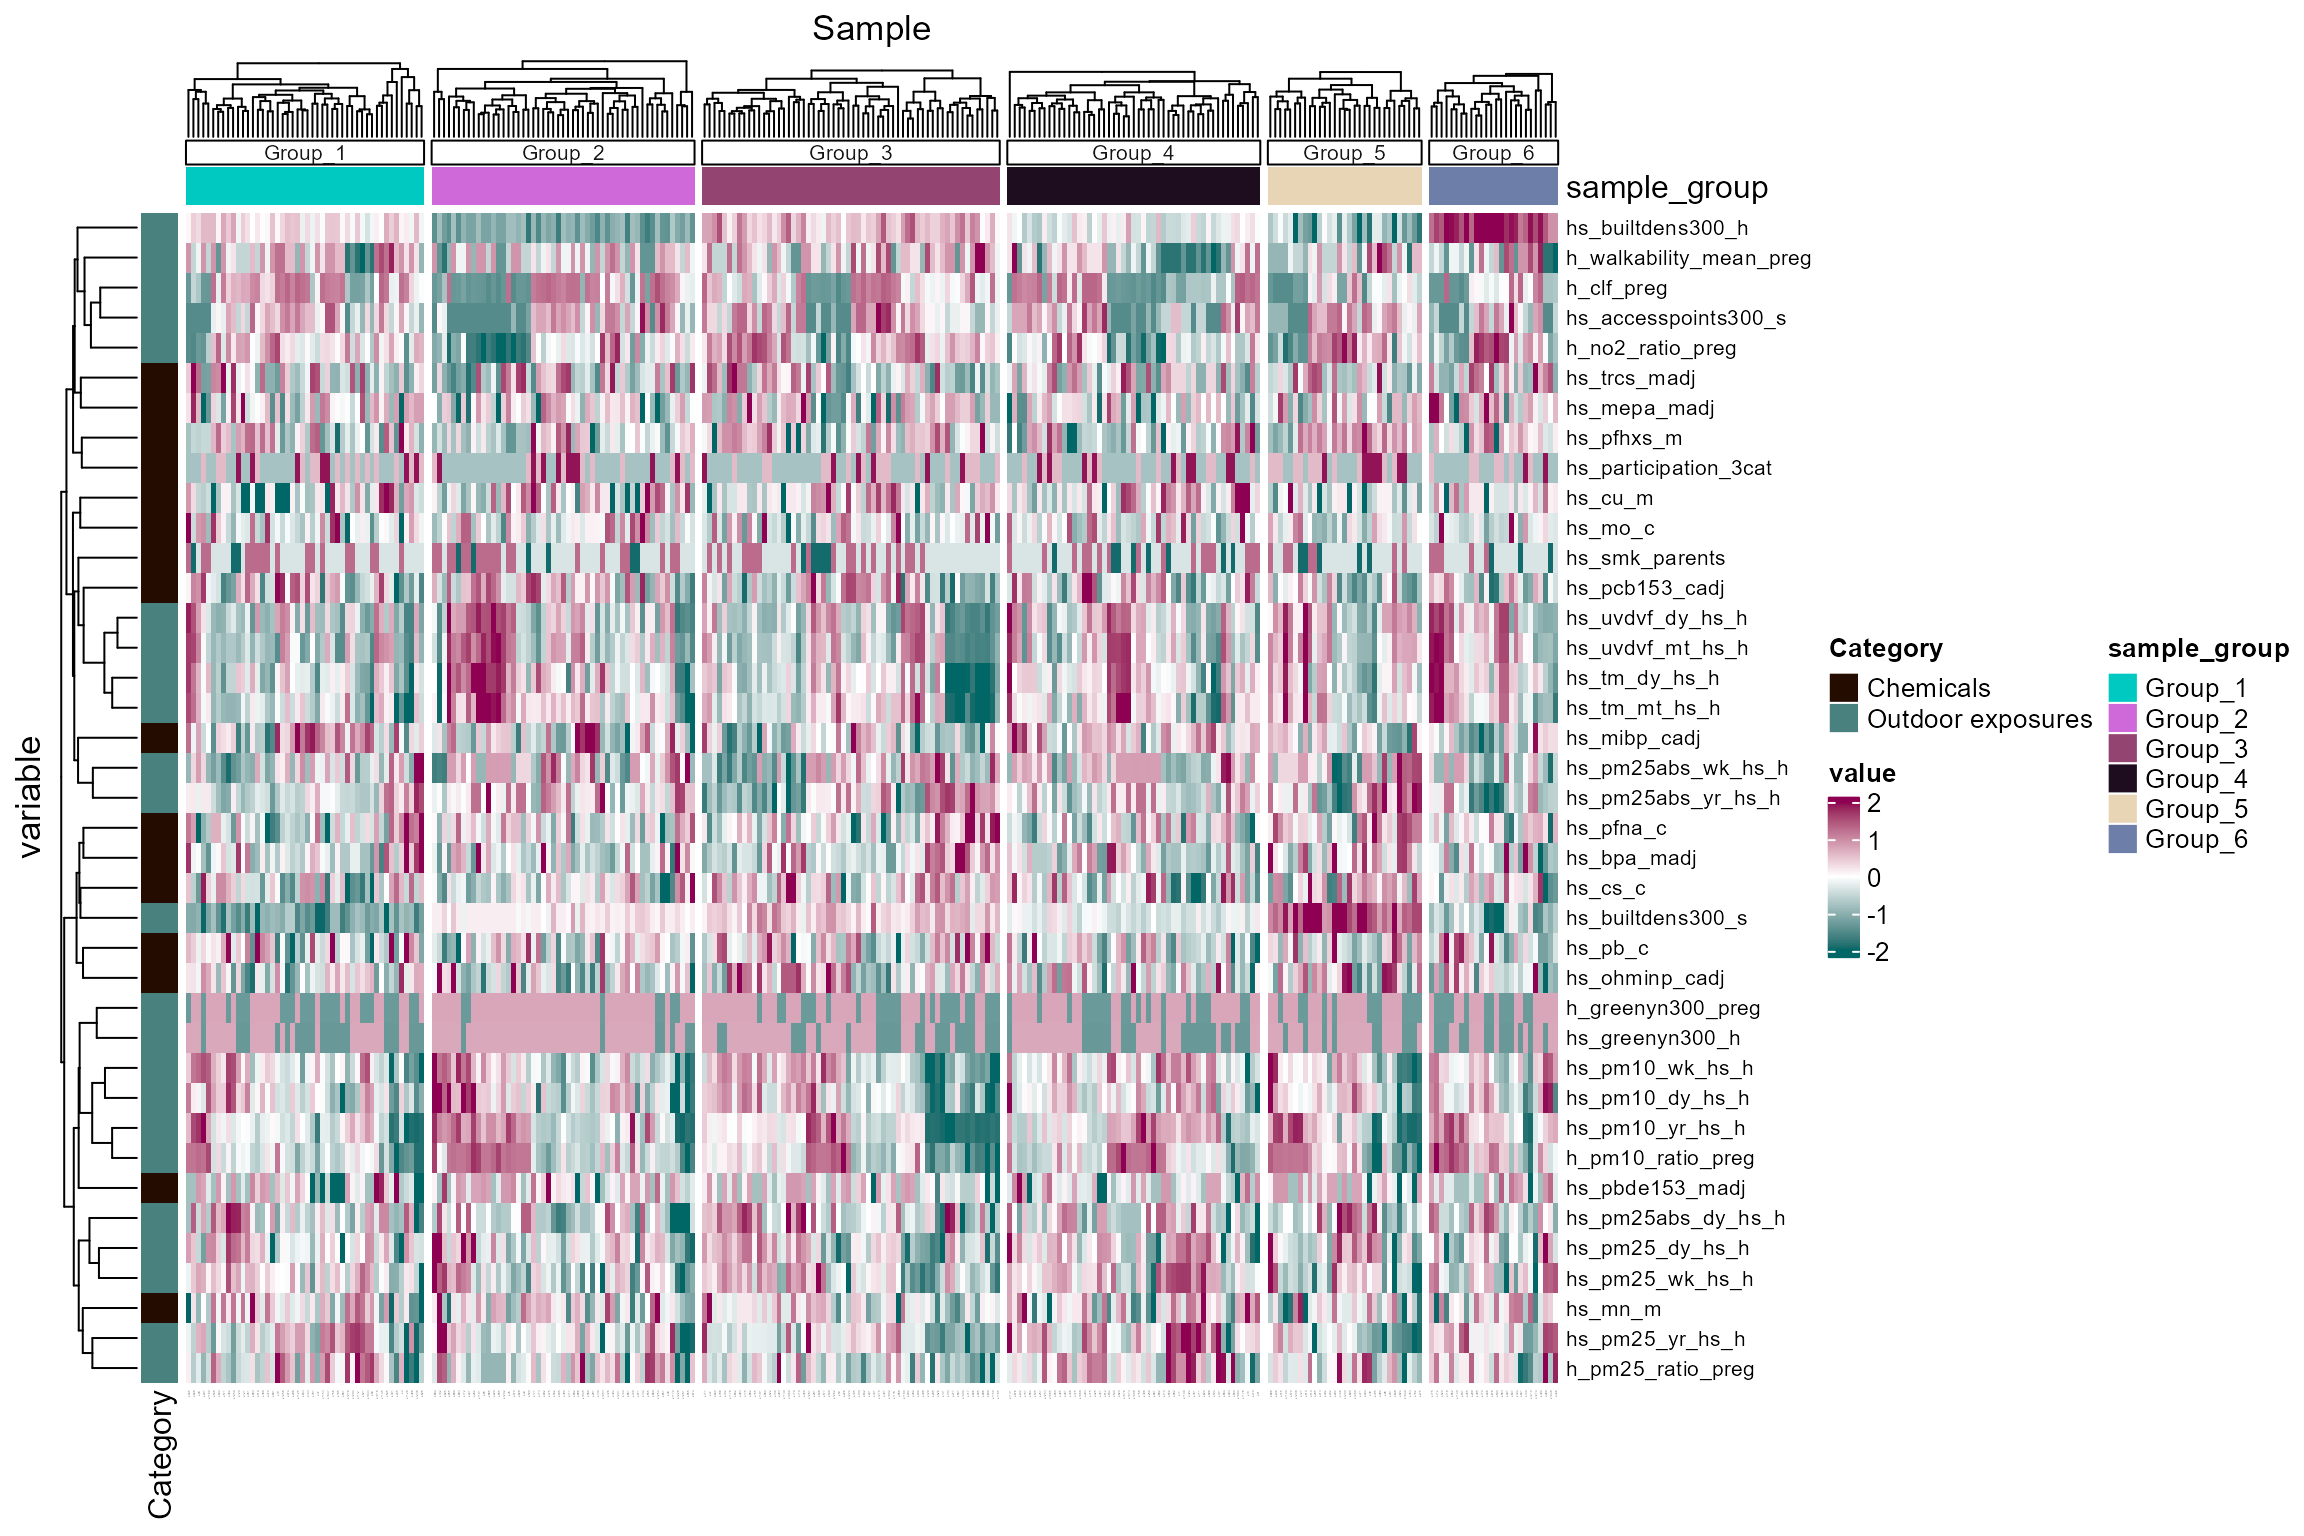 Sample
Group_1 Group_2 Group_3 Group_4 Group_5 Group_6
sample_group
hs_builtdens300_h
h_walkability_mean_preg
h_clf_preg
hs_accesspoints300_s
h_no2_ratio_preg
hs_trcs_madj
hs_mepa_madj
hs_pfhxs_m
hs_participation_3cat
hs_cu_m
hs_mo_c
hs_smk_parents
hs_pcb153_cadj
hs_uvdvf_dy_hs_h
hs_uvdvf_mt_hs_h
hs_tm_dy_hs_h
hs_tm_mt_hs_h
hs_mibp_cadj
hs_pm25abs_wk_hs_h
hs_pm25abs_yr_hs_h
hs_pfna_c
hs_bpa_madj
hs_cs_c
hs_builtdens300_s
hs_pb_c
hs_ohminp_cadj
h_greenyn300_preg
hs_greenyn300_h
hs_pm10_wk_hs_h
hs_pm10_dy_hs_h
hs_pm10_yr_hs_h
h_pm10_ratio_preg
hs_pbde153_madj
hs_pm25abs_dy_hs_h
hs_pm25_dy_hs_h
hs_pm25_wk_hs_h
hs_mn_m
hs_pm25_yr_hs_h
h_pm25_ratio_preg
variable
Category
Category
Chemicals
Outdoor exposures
value
2
1
0
-1
-2
sample_group
Group_1
Group_2
Group_3
Group_4
Group_5
Group_6